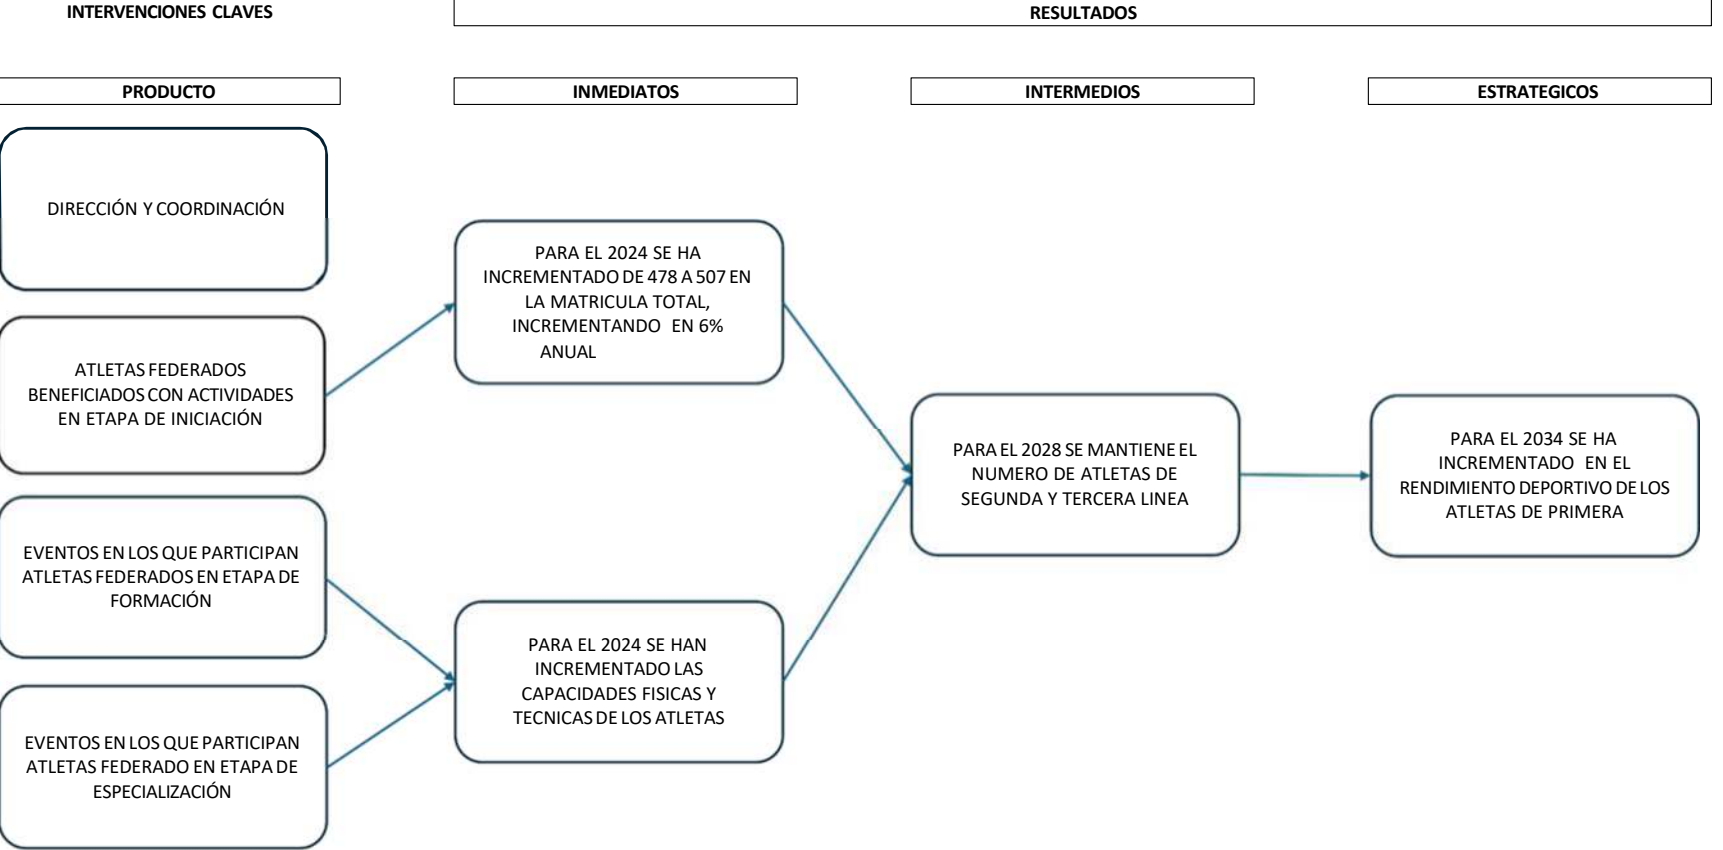 INTERVENCIONES CLAVES
RESULTADOS
PRODUCTO
INMEDIATOS
INTERMEDIOS
ESTRATEGICOS
DIRECCIÓN Y COORDINACIÓN
ATLETAS FEDERADOS
BENEFICIADOS CON ACTIVIDADES
EN ETAPA DE INICIACIÓN
EVENTOS EN LOS QUE PARTICIPAN
ATLETAS FEDERADOS EN ETAPA DE
FORMACIÓN
EVENTOS EN LOS QUE PARTICIPAN
ATLETAS FEDERADO EN ETAPA DE
ESPECIALIZACIÓN
PARA EL 2024 SE HA
INCREMENTADO DE 478 A 507 EN
LA MATRICULA TOTAL,
INCREMENTANDO EN 6%
ANUAL
PARA EL 2024 SE HAN
INCREMENTADO LAS
CAPACIDADES FISICAS Y
TECNICAS DE LOS ATLETAS
PARA EL 2028 SE MANTIENE EL
NUMERO DE ATLETAS DE
SEGUNDA Y TERCERA LINEA
PARA EL 2034 SE HA
INCREMENTADO EN EL
RENDIMIENTO DEPORTIVO DE LOS
ATLETAS DE PRIMERA